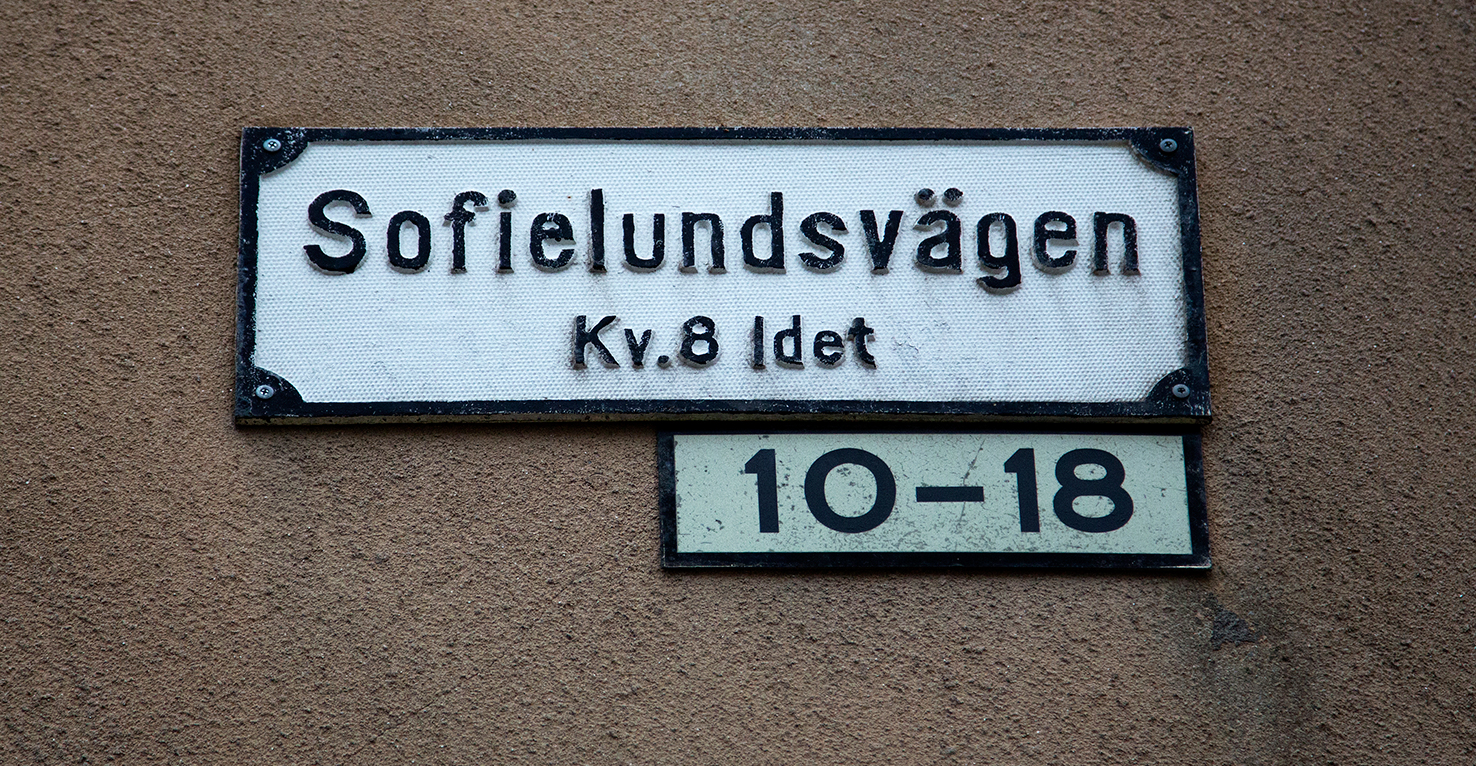 Sofielundsvägen
Kv.8 Idet
10–18